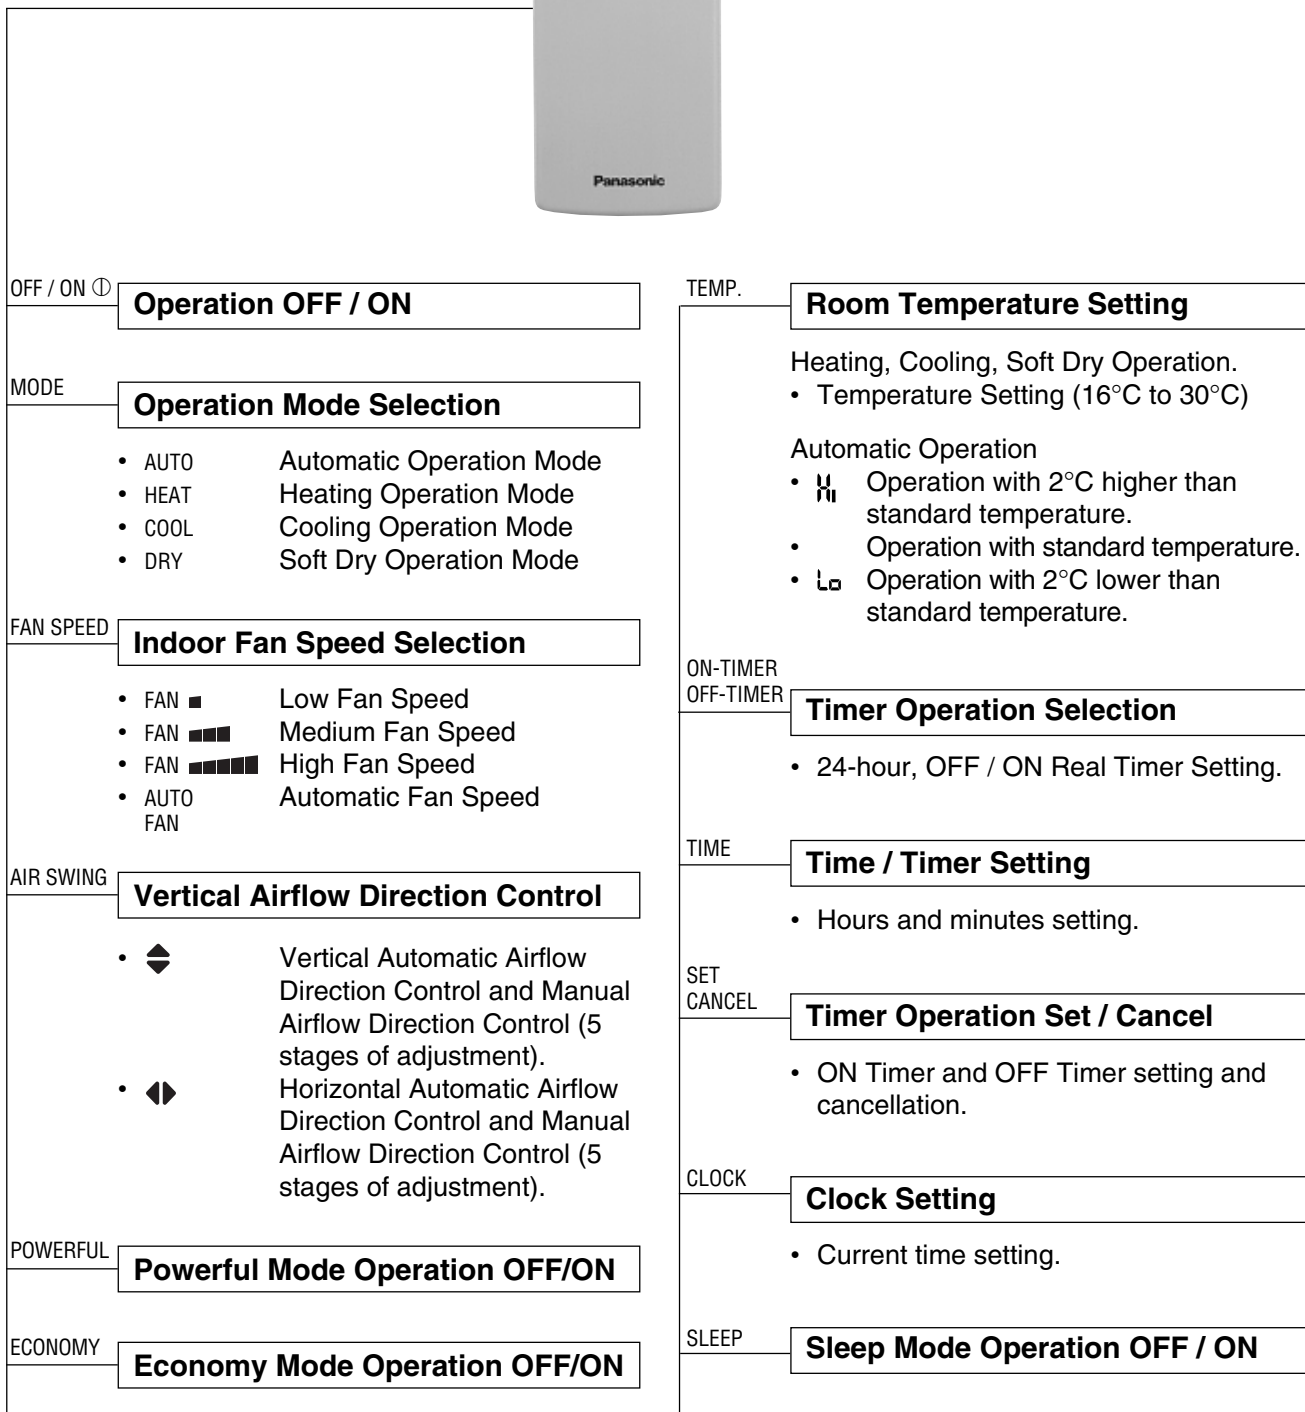 Panasonic
OFF / ON
Operation OFF / ON
MODE
Operation Mode Selection
• AUTO Automatic Operation Mode
• HEAT Heating Operation Mode
• COOL Cooling Operation Mode
• DRY Soft Dry Operation Mode
FAN SPEED
Indoor Fan Speed Selection
• FAN Low Fan Speed
• FAN Medium Fan Speed
• FAN High Fan Speed
• AUTO Automatic Fan Speed
FAN
AIR SWING
Vertical Airflow Direction Control
• Vertical Automatic Airflow
Direction Control and Manual
Airflow Direction Control (5
stages of adjustment).
• Horizontal Automatic Airflow
Direction Control and Manual
Airflow Direction Control (5
stages of adjustment).
POWERFUL
Powerful Mode Operation OFF/ON
ECONOMY
Economy Mode Operation OFF/ON
TEMP.
Room Temperature Setting
Heating, Cooling, Soft Dry Operation.
• Temperature Setting (16°C to 30°C)
Automatic Operation
• Hi Operation with 2°C higher than
standard temperature.
• Operation with standard temperature.
• Lo Operation with 2°C lower than
standard temperature.
ON-TIMER
OFF-TIMER
Timer Operation Selection
• 24-hour, OFF / ON Real Timer Setting.
TIME
Time / Timer Setting
• Hours and minutes setting.
SET
CANCEL
Timer Operation Set / Cancel
• ON Timer and OFF Timer setting and
cancellation.
CLOCK
Clock Setting
• Current time setting.
SLEEP
Sleep Mode Operation OFF / ON